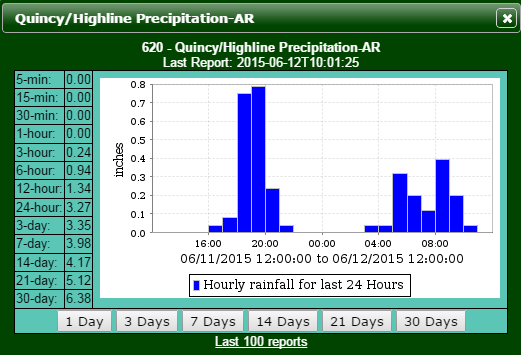 Quincy/Highline Precipitation-AR
620 - Quincy/Highline Precipitation-AR
Last Report: 2015-06-12T10:01:25
5-min: 0.00
15-min: 0.00
30-min: 0.00
1-hour: 0.00
3-hour: 0.24
6-hour: 0.94
12-hour: 1.34
24-hour: 3.27
3-day: 3.35
7-day: 3.98
14-day: 4.17
21-day: 5.12
30-day: 6.38
inches
0.8
0.7
0.6
0.5
0.4
0.3
0.2
0.1
0.0
16:00 20:00 00:00 04:00 08:00
06/11/2015 12:00:00 to 06/12/2015 12:00:00
Hourly rainfall for last 24 Hours
1 Day 3 Days 7 Days 14 Days 21 Days 30 Days
Last 100 reports